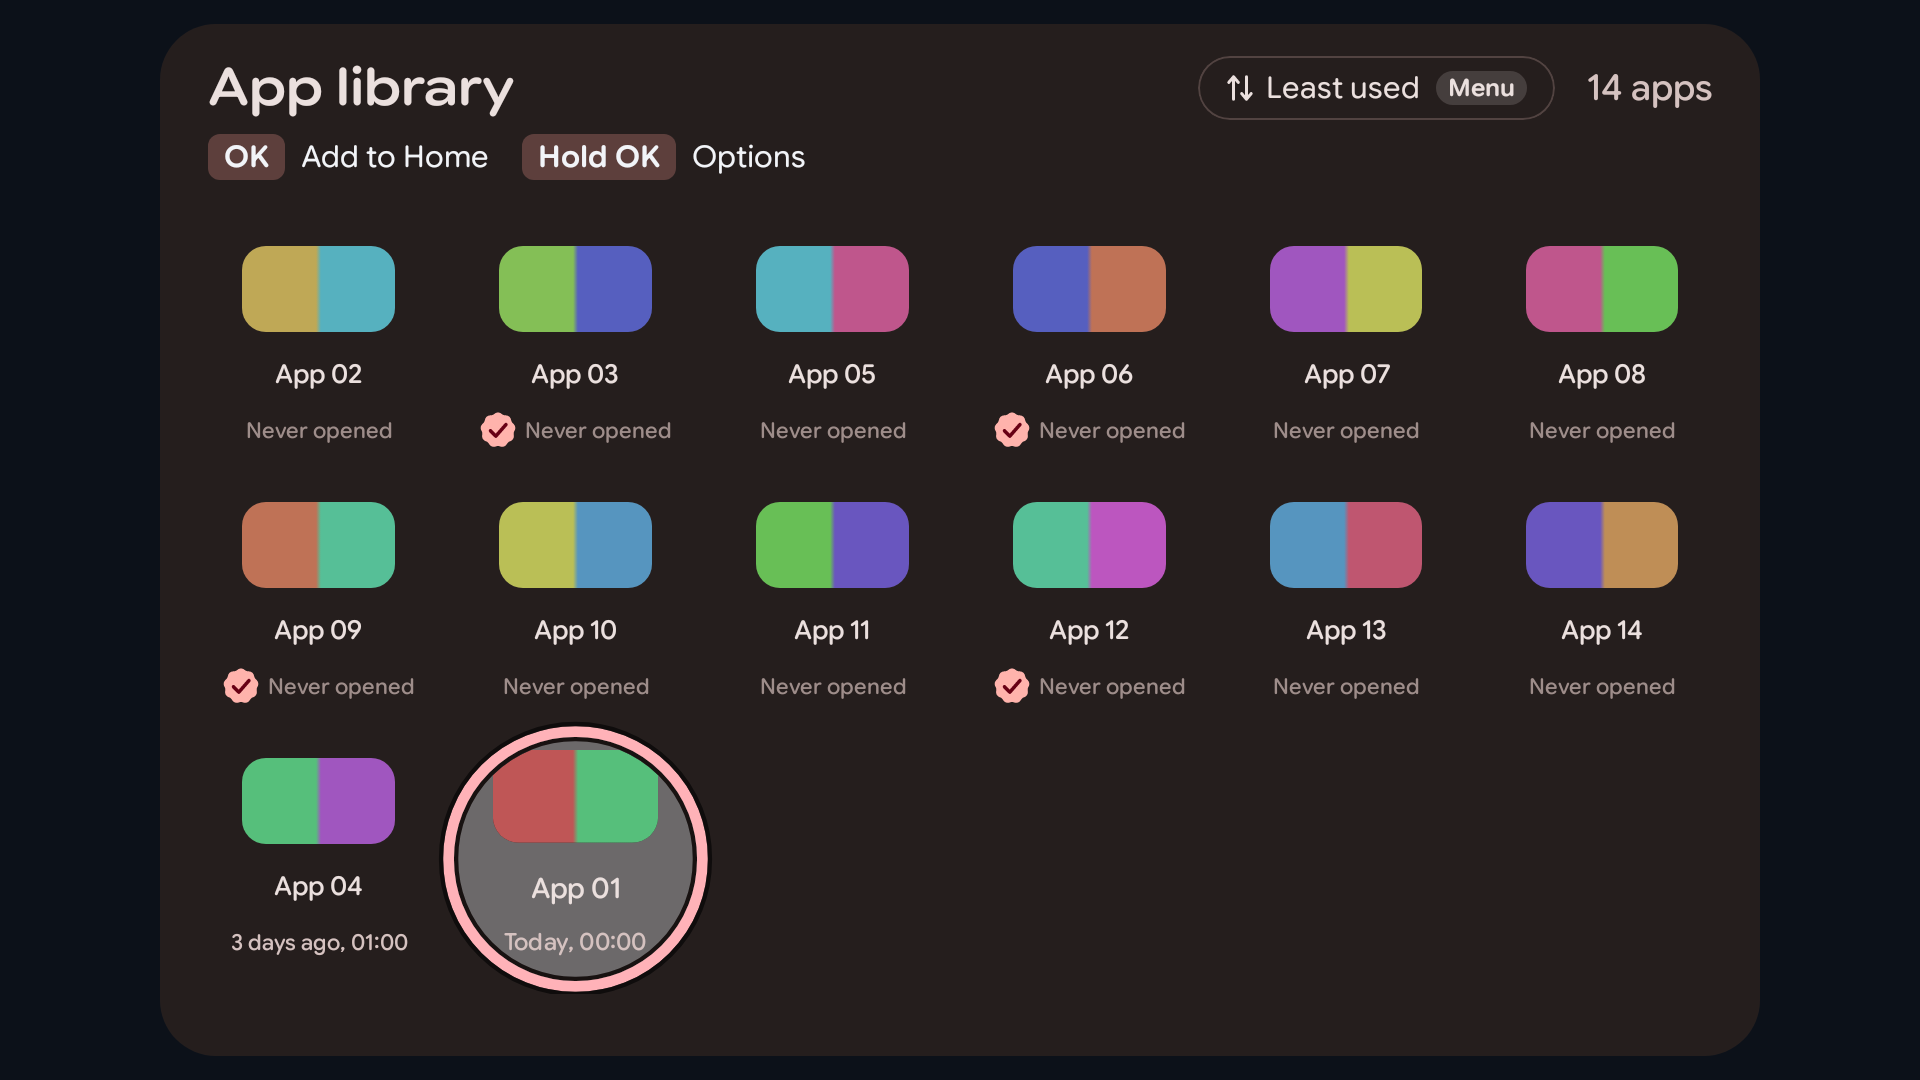 App library
Least used Menu
14 apps
OK Add to Home Hold OK Options
App 02
App 03
App 05
App 06
App 07
App 08
Never opened
Never opened
Never opened
Never opened
Never opened
Never opened
App 09
App 10
App 11
App 12
App 13
App 14
Never opened
Never opened
Never opened
Never opened
Never opened
Never opened
App 04
App 01
3 days ago, 01:00
Today, 00:00